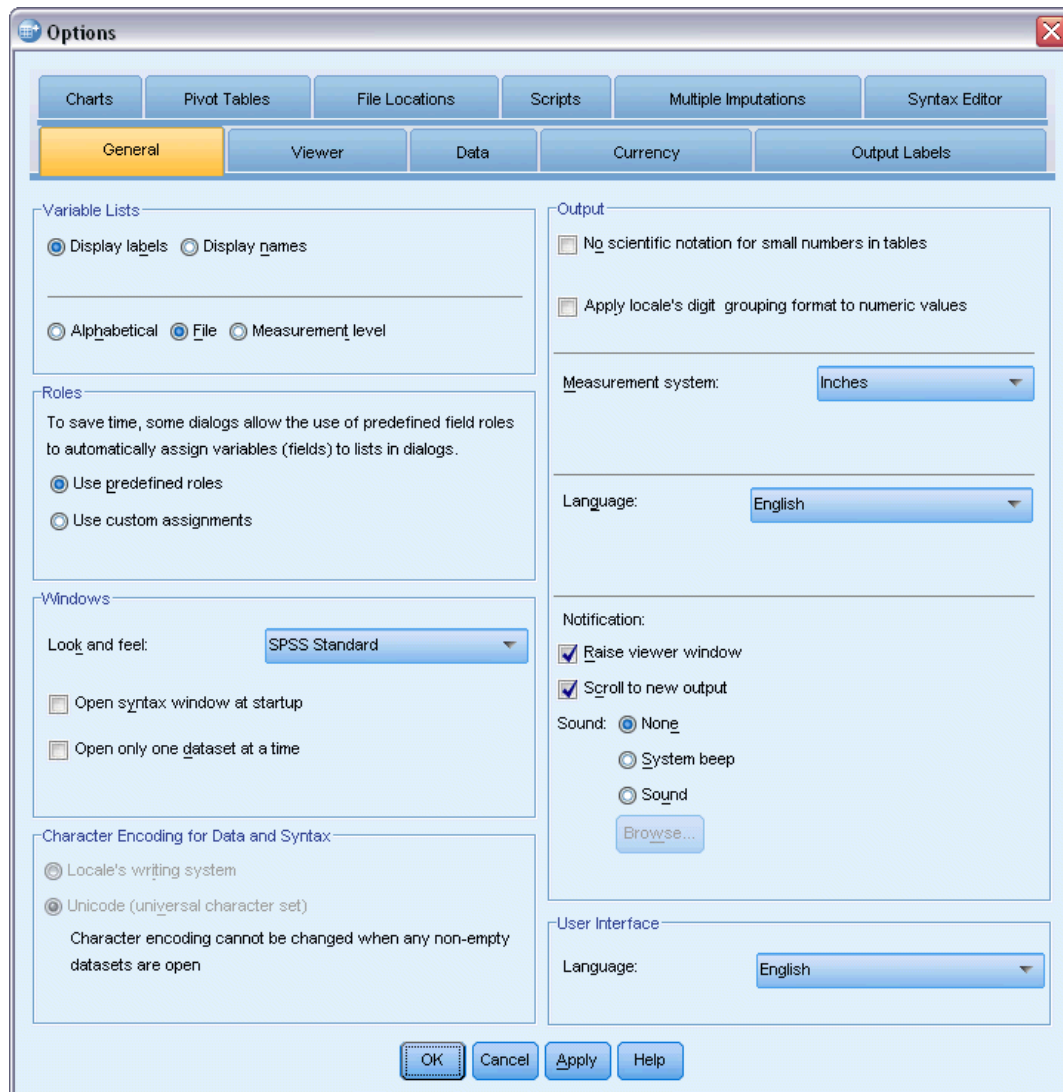 Options
Charts
Pivot Tables
File Locations
Scripts
Multiple Imputations
Syntax Editor
General
Viewer
Data
Currency
Output Labels
Variable Lists
Display labels
Display names
Alphabetical
File
Measurement level
Roles
To save time, some dialogs allow the use of predefined field roles
to automatically assign variables (fields) to lists in dialogs.
Use predefined roles
Use custom assignments
Windows
Look and feel:
SPSS Standard
Open syntax window at startup
Open only one dataset at a time
Character Encoding for Data and Syntax
Locale's writing system
Unicode (universal character set)
Character encoding cannot be changed when any non-empty
datasets are open
Output
No scientific notation for small numbers in tables
Apply locale's digit grouping format to numeric values
Measurement system:
Inches
Language:
English
Notification:
Raise viewer window
Scroll to new output
Sound:
None
System beep
Sound
Browse...
User Interface
Language:
English
OK
Cancel
Apply
Help